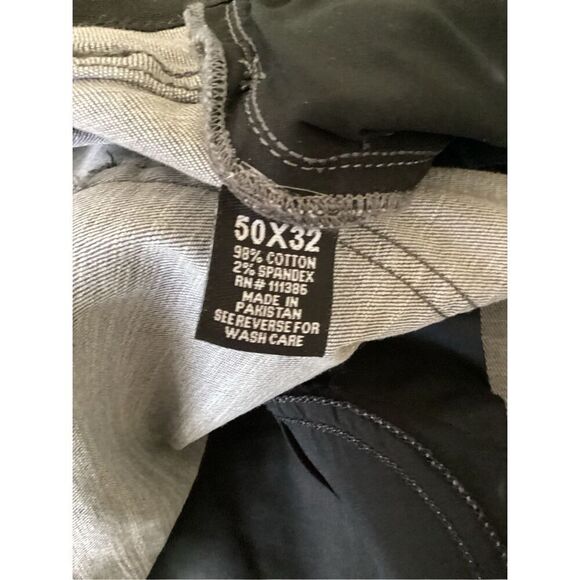 50X32
98% COTTON
2% SPANDEX
RN# 111386
MADE IN
PAKISTAN
SEE REVERSE FOR
WASH CARE